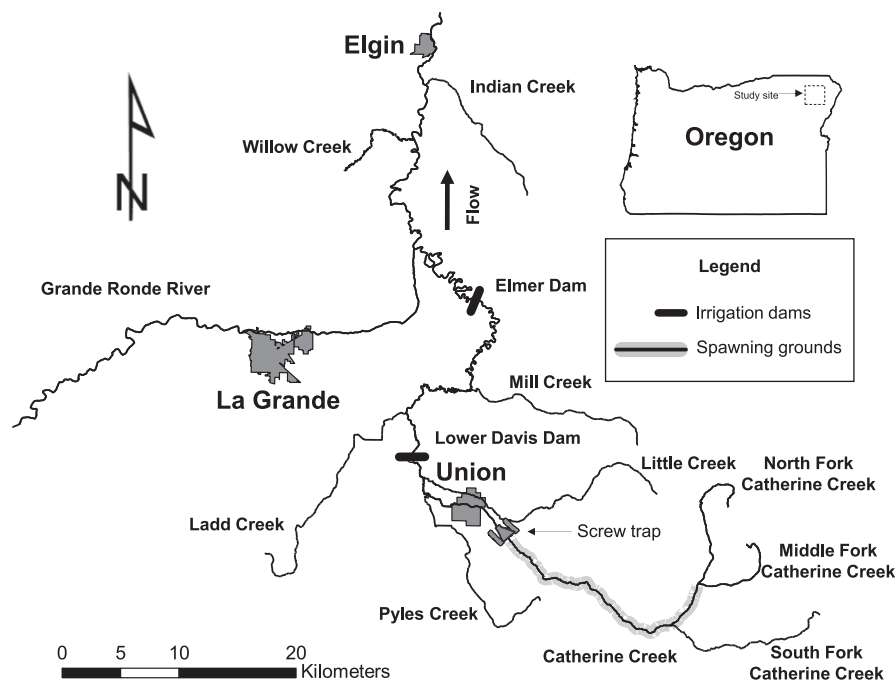 Elgin
Indian Creek
Willow Creek
N
Flow
Study site
Oregon
Grande Ronde River
Elmer Dam
Legend
Irrigation dams
Spawning grounds
La Grande
Mill Creek
Lower Davis Dam
Union
Little Creek
North Fork
Catherine Creek
Ladd Creek
Screw trap
Middle Fork
Catherine Creek
Pyles Creek
Catherine Creek
South Fork
Catherine Creek
0 5 10 20
Kilometers